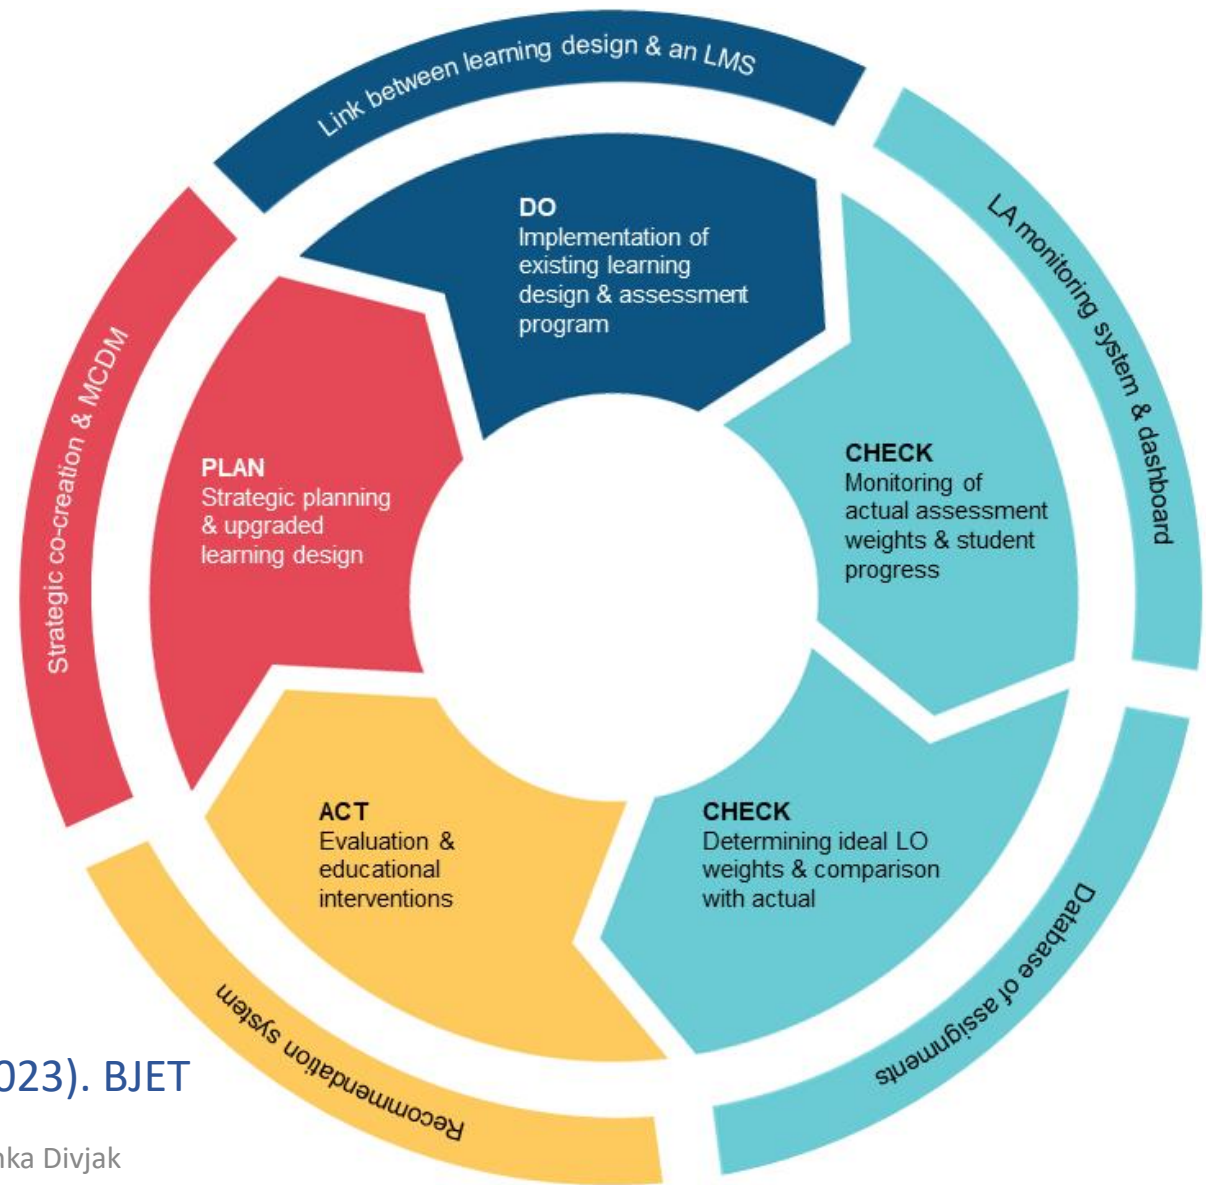 Link between learning design & an LMS
LA monitoring system & dashboard
Database of assignments
Recommendation system
Strategic co-creation & MCDM
DO
Implementation of
existing learning
design & assessment
program
CHECK
Monitoring of
actual assessment
weights & student
progress
CHECK
Determining ideal LO
weights & comparison
with actual
ACT
Evaluation &
educational
interventions
PLAN
Strategic planning
& upgraded
learning design
023). BJET
nka Divjak